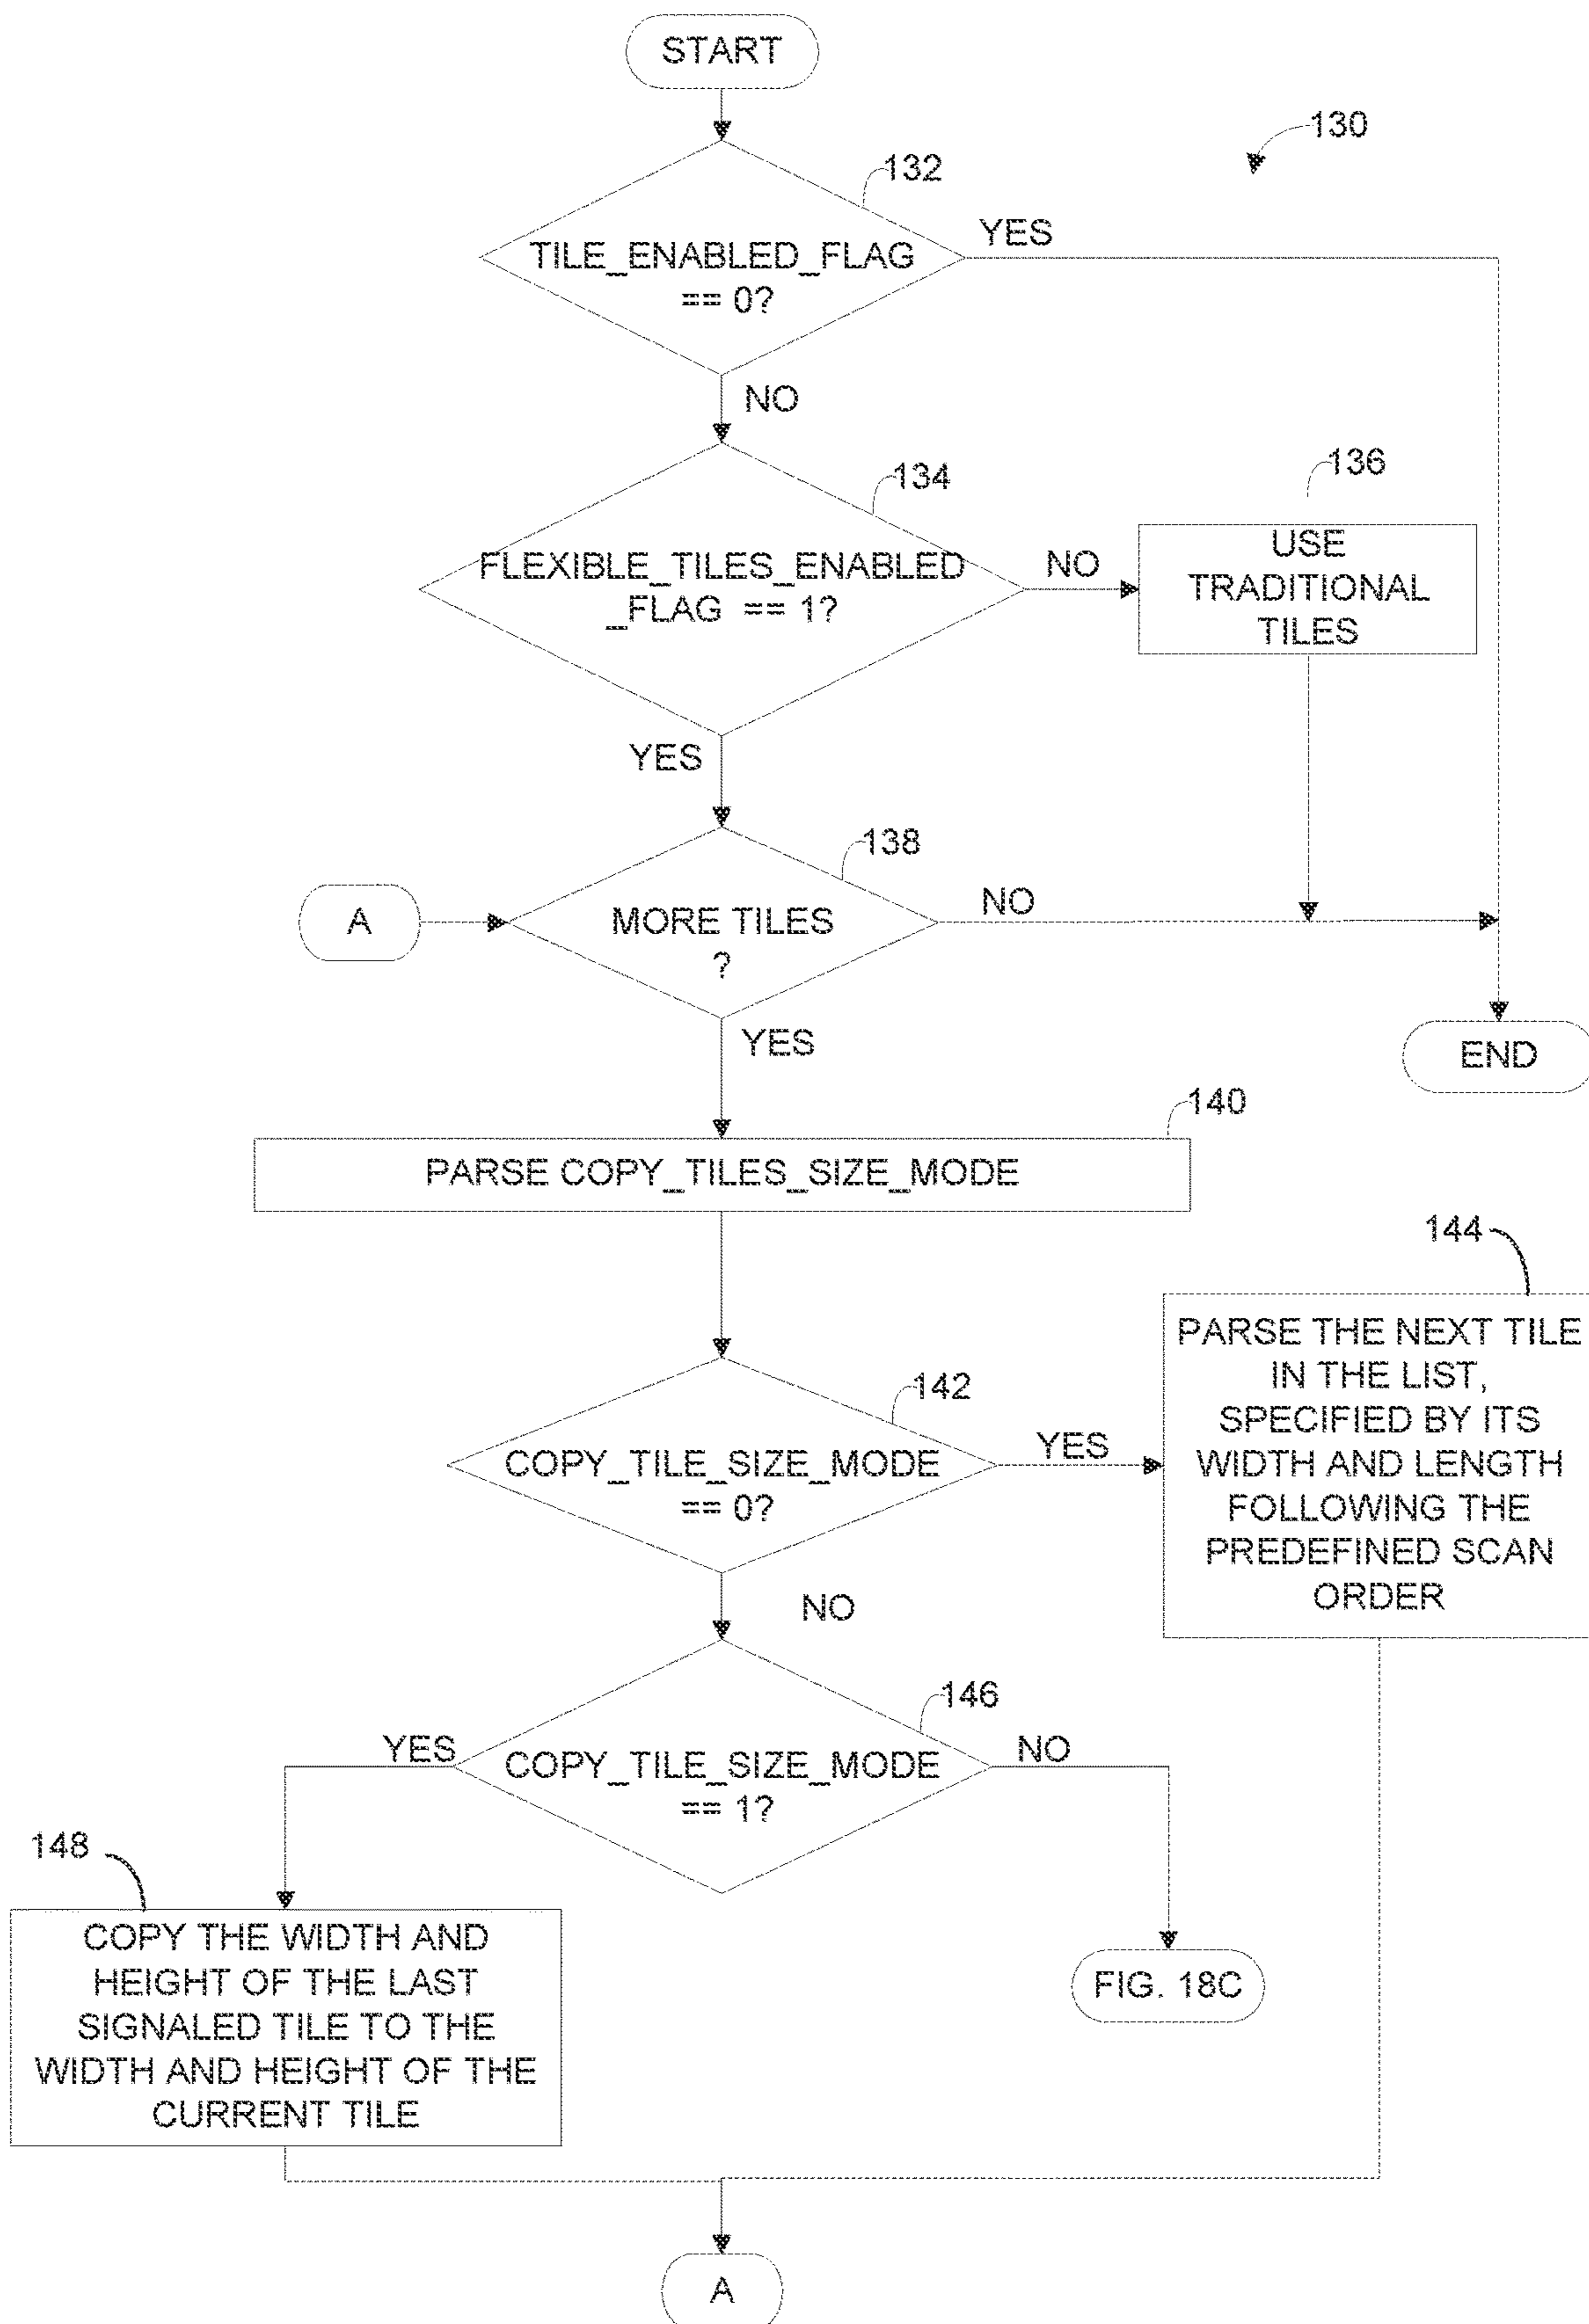 START
130
132
TILE_ENABLED_FLAG
== 0?
YES
NO
134
136
FLEXIBLE_TILES_ENABLED
_FLAG == 1?
NO
USE
TRADITIONAL
TILES
YES
138
A
MORE TILES
?
NO
YES
END
140
PARSE COPY_TILES_SIZE_MODE
144
142
COPY_TILE_SIZE_MODE
== 0?
YES
PARSE THE NEXT TILE
IN THE LIST,
SPECIFIED BY ITS
WIDTH AND LENGTH
FOLLOWING THE
PREDEFINED SCAN
ORDER
NO
146
YES
COPY_TILE_SIZE_MODE
== 1?
NO
148
COPY THE WIDTH AND
HEIGHT OF THE LAST
SIGNALED TILE TO THE
WIDTH AND HEIGHT OF THE
CURRENT TILE
FIG. 18C
A